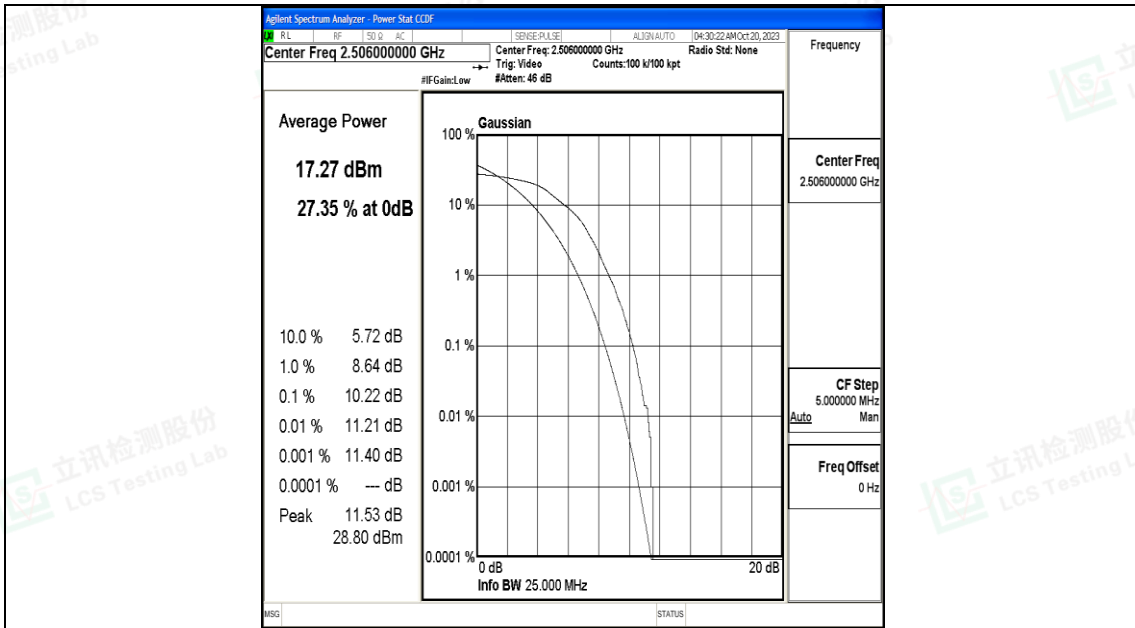 Agilent Spectrum Analyzer - Power Stat CCDF
RL RF 50 Ω AC SENSE:PULSE ALIGNAUTO 04:30:22 AM Oct 20, 2023
Center Freq 2.506000000 GHz
Center Freq: 2.506000000 GHz Radio Std: None
Trig: Video Counts:100 k/100 kpt
#IFGain:Low #Atten: 46 dB
Frequency
Average Power
17.27 dBm
27.35 % at 0dB
10.0 % 5.72 dB
1.0 % 8.64 dB
0.1 % 10.22 dB
0.01 % 11.21 dB
0.001 % 11.40 dB
0.0001 % --- dB
Peak 11.53 dB
28.80 dBm
Gaussian
100 %
10 %
1 %
0.1 %
0.01 %
0.001 %
0.0001 %
0 dB 20 dB
Info BW 25.000 MHz
Center Freq
2.506000000 GHz
CF Step
5.000000 MHz
Auto Man
Freq Offset
0 Hz
MSG STATUS
立讯检测股份
LCS Testing Lab